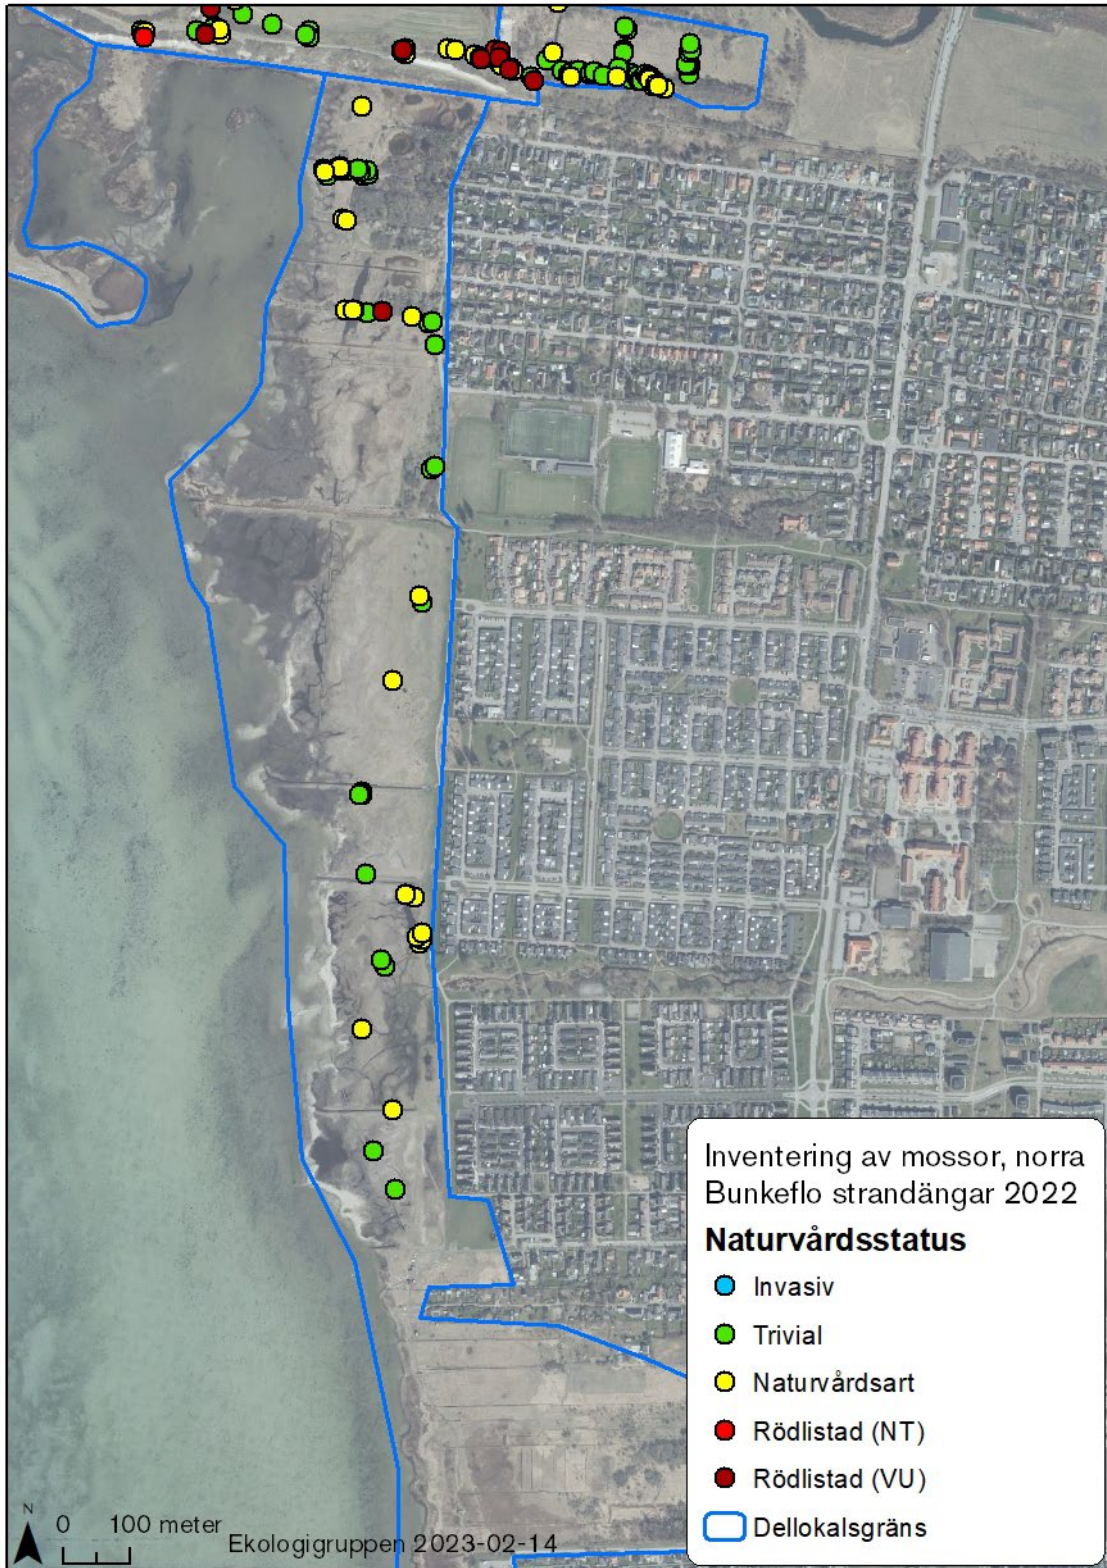 Inventering av mossor, norra
Bunkeflo strandängar 2022
Naturvårdsstatus
Invasiv
Trivial
Naturvårdsart
Rödlistad (NT)
Rödlistad (VU)
Dellokalsgräns
N
0 100 meter
Ekologigruppen 2023-02-14